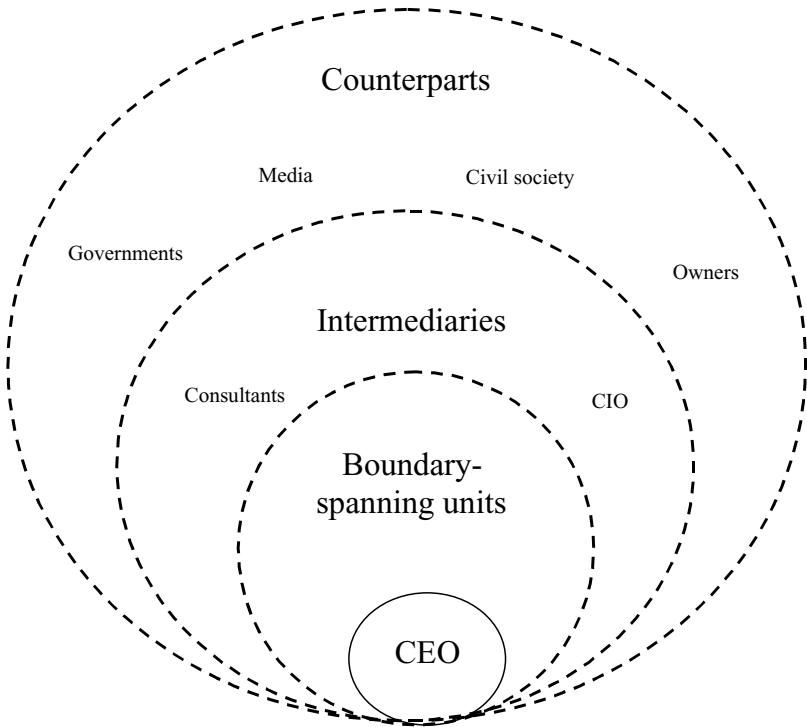 Counterparts
Media
Civil society
Governments
Owners
Intermediaries
Consultants
CIO
Boundary-
spanning units
CEO